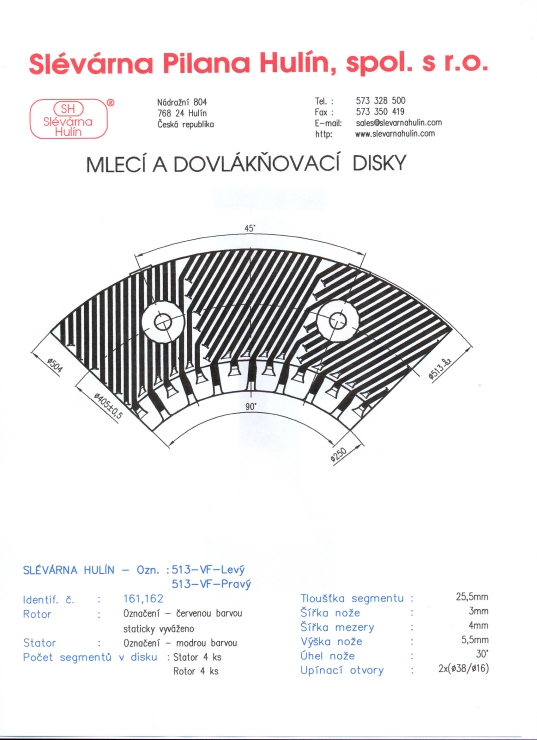 Slévárna Pilana Hulín, spol. s r.o.
SH
Slévárna
Hulín
®
Nádražní 804
768 24 Hulín
Česká republika
Tel. : 573 328 500
Fax : 573 350 419
E-mail: sales@slevarnahulin.com
http: www.slevarnahulin.com
MLECÍ A DOVLÁKŇOVACÍ DISKY
45°
ø504
ø405±0,5
90°
ø250
ø513
SLÉVÁRNA HULÍN – Ozn. : 513-VF-Levý
513-VF-Pravý
Identif. č. : 161,162
Rotor : Označení – červenou barvou
staticky vyváženo
Stator : Označení – modrou barvou
Počet segmentů v disku : Stator 4 ks
Rotor 4 ks
Tloušťka segmentu : 25,5mm
Šířka nože : 3mm
Šířka mezery : 4mm
Výška nože : 5,5mm
Úhel nože : 30°
Upínací otvory : 2x(ø38/ø16)